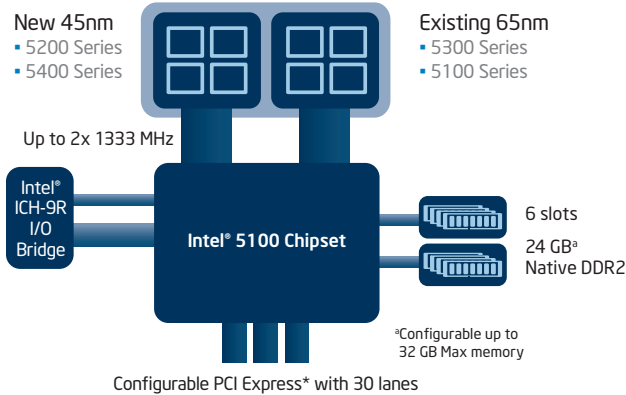 New 45nm
▪ 5200 Series
▪ 5400 Series
Existing 65nm
▪ 5300 Series
▪ 5100 Series
Up to 2x 1333 MHz
Intel®
ICH-9R
I/O
Bridge
Intel® 5100 Chipset
6 slots
24 GBª
Native DDR2
ªConfigurable up to
32 GB Max memory
Configurable PCI Express* with 30 lanes